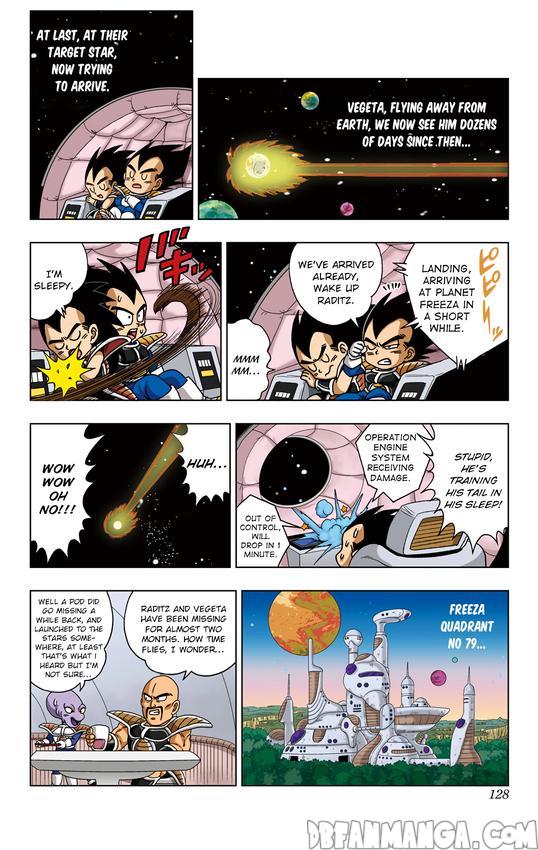 VEGETA, FLYING AWAY FROM
EARTH, WE NOW SEE HIM DOZENS
OF DAYS SINCE THEN...
AT LAST, AT THEIR
TARGET STAR,
NOW TRYING
TO ARRIVE.
LANDING,
ARRIVING
AT PLANET
FREEZA IN
A SHORT
WHILE.
WE'VE ARRIVED
ALREADY,
WAKE UP
RADITZ.
MMM
MM...
バキッ
I'M
SLEEPY.
STUPID,
HE'S
TRAINING
HIS TAIL IN
HIS SLEEP!
OPERATION
ENGINE
SYSTEM
RECEIVING
DAMAGE.
OUT OF
CONTROL,
WILL
DROP IN 1
MINUTE.
HUH...
WOW
WOW
OH
NO!!!
FREEZA
QUADRANT
NO 79...
RADITZ AND VEGETA
HAVE BEEN MISSING
FOR ALMOST TWO
MONTHS. HOW TIME
FLIES, I WONDER...
WELL A POD DID
GO MISSING A
WHILE BACK, AND
LAUNCHED TO THE
STARS SOME-
WHERE, AT LEAST
THAT'S WHAT I
HEARD BUT I'M
NOT SURE...
128
DBFANMANGA.COM